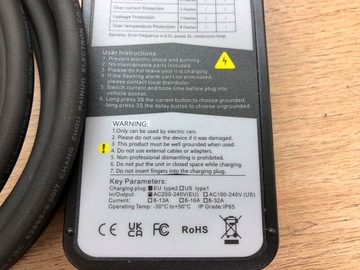 Over current Protection
Leakage Protection
Over temperature Protection
User Instructions:
1. Prevent electric shock and burning.
2. No maintainable parts included.
3. Please do not leave until it is charging.
4. If the flashing alarm can't be eliminated,
please contact local distributor.
5. Switch current and book time before plug into
vehicle socket.
6. Long press 3S the current to choose grounded.
Long press 3S the delay button to choose ungrounded.
WARNING:
1.Only can be used by electric cars.
2. Please do not use the device if it was damaged.
3. This product must be well grounded when used.
4. Do not use external cables or adapters.
5. Non-professional dismantling is prohibited.
6. Do not put the unit in closed space while charging.
7. Do not insert fingers into the charging plug.
Key Parameters:
Charging plug: EU type2 US type1
Input: AC200-240V(EU) AC100-240V (US)
Current: 8-13A 8-16A 8-32A
Operating Temp: -30°C to+50°C IP Grade:IP65
CE UKCA FC RoHS
CHANG ZHOU PAINUO ELECTRON CO